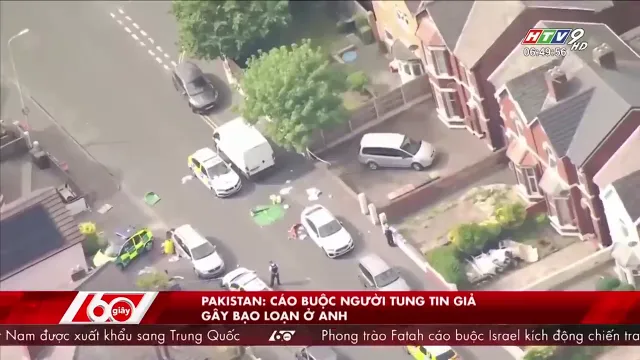 HTV9 HD
06:49:56
60 giây
PAKISTAN: CÁO BUỘC NGƯỜI TUNG TIN GIẢ
GÂY BẠO LOẠN Ở ANH
Nam được xuất khẩu sang Trung Quốc Phong trào Fatah cáo buộc Israel kích động chiến tra